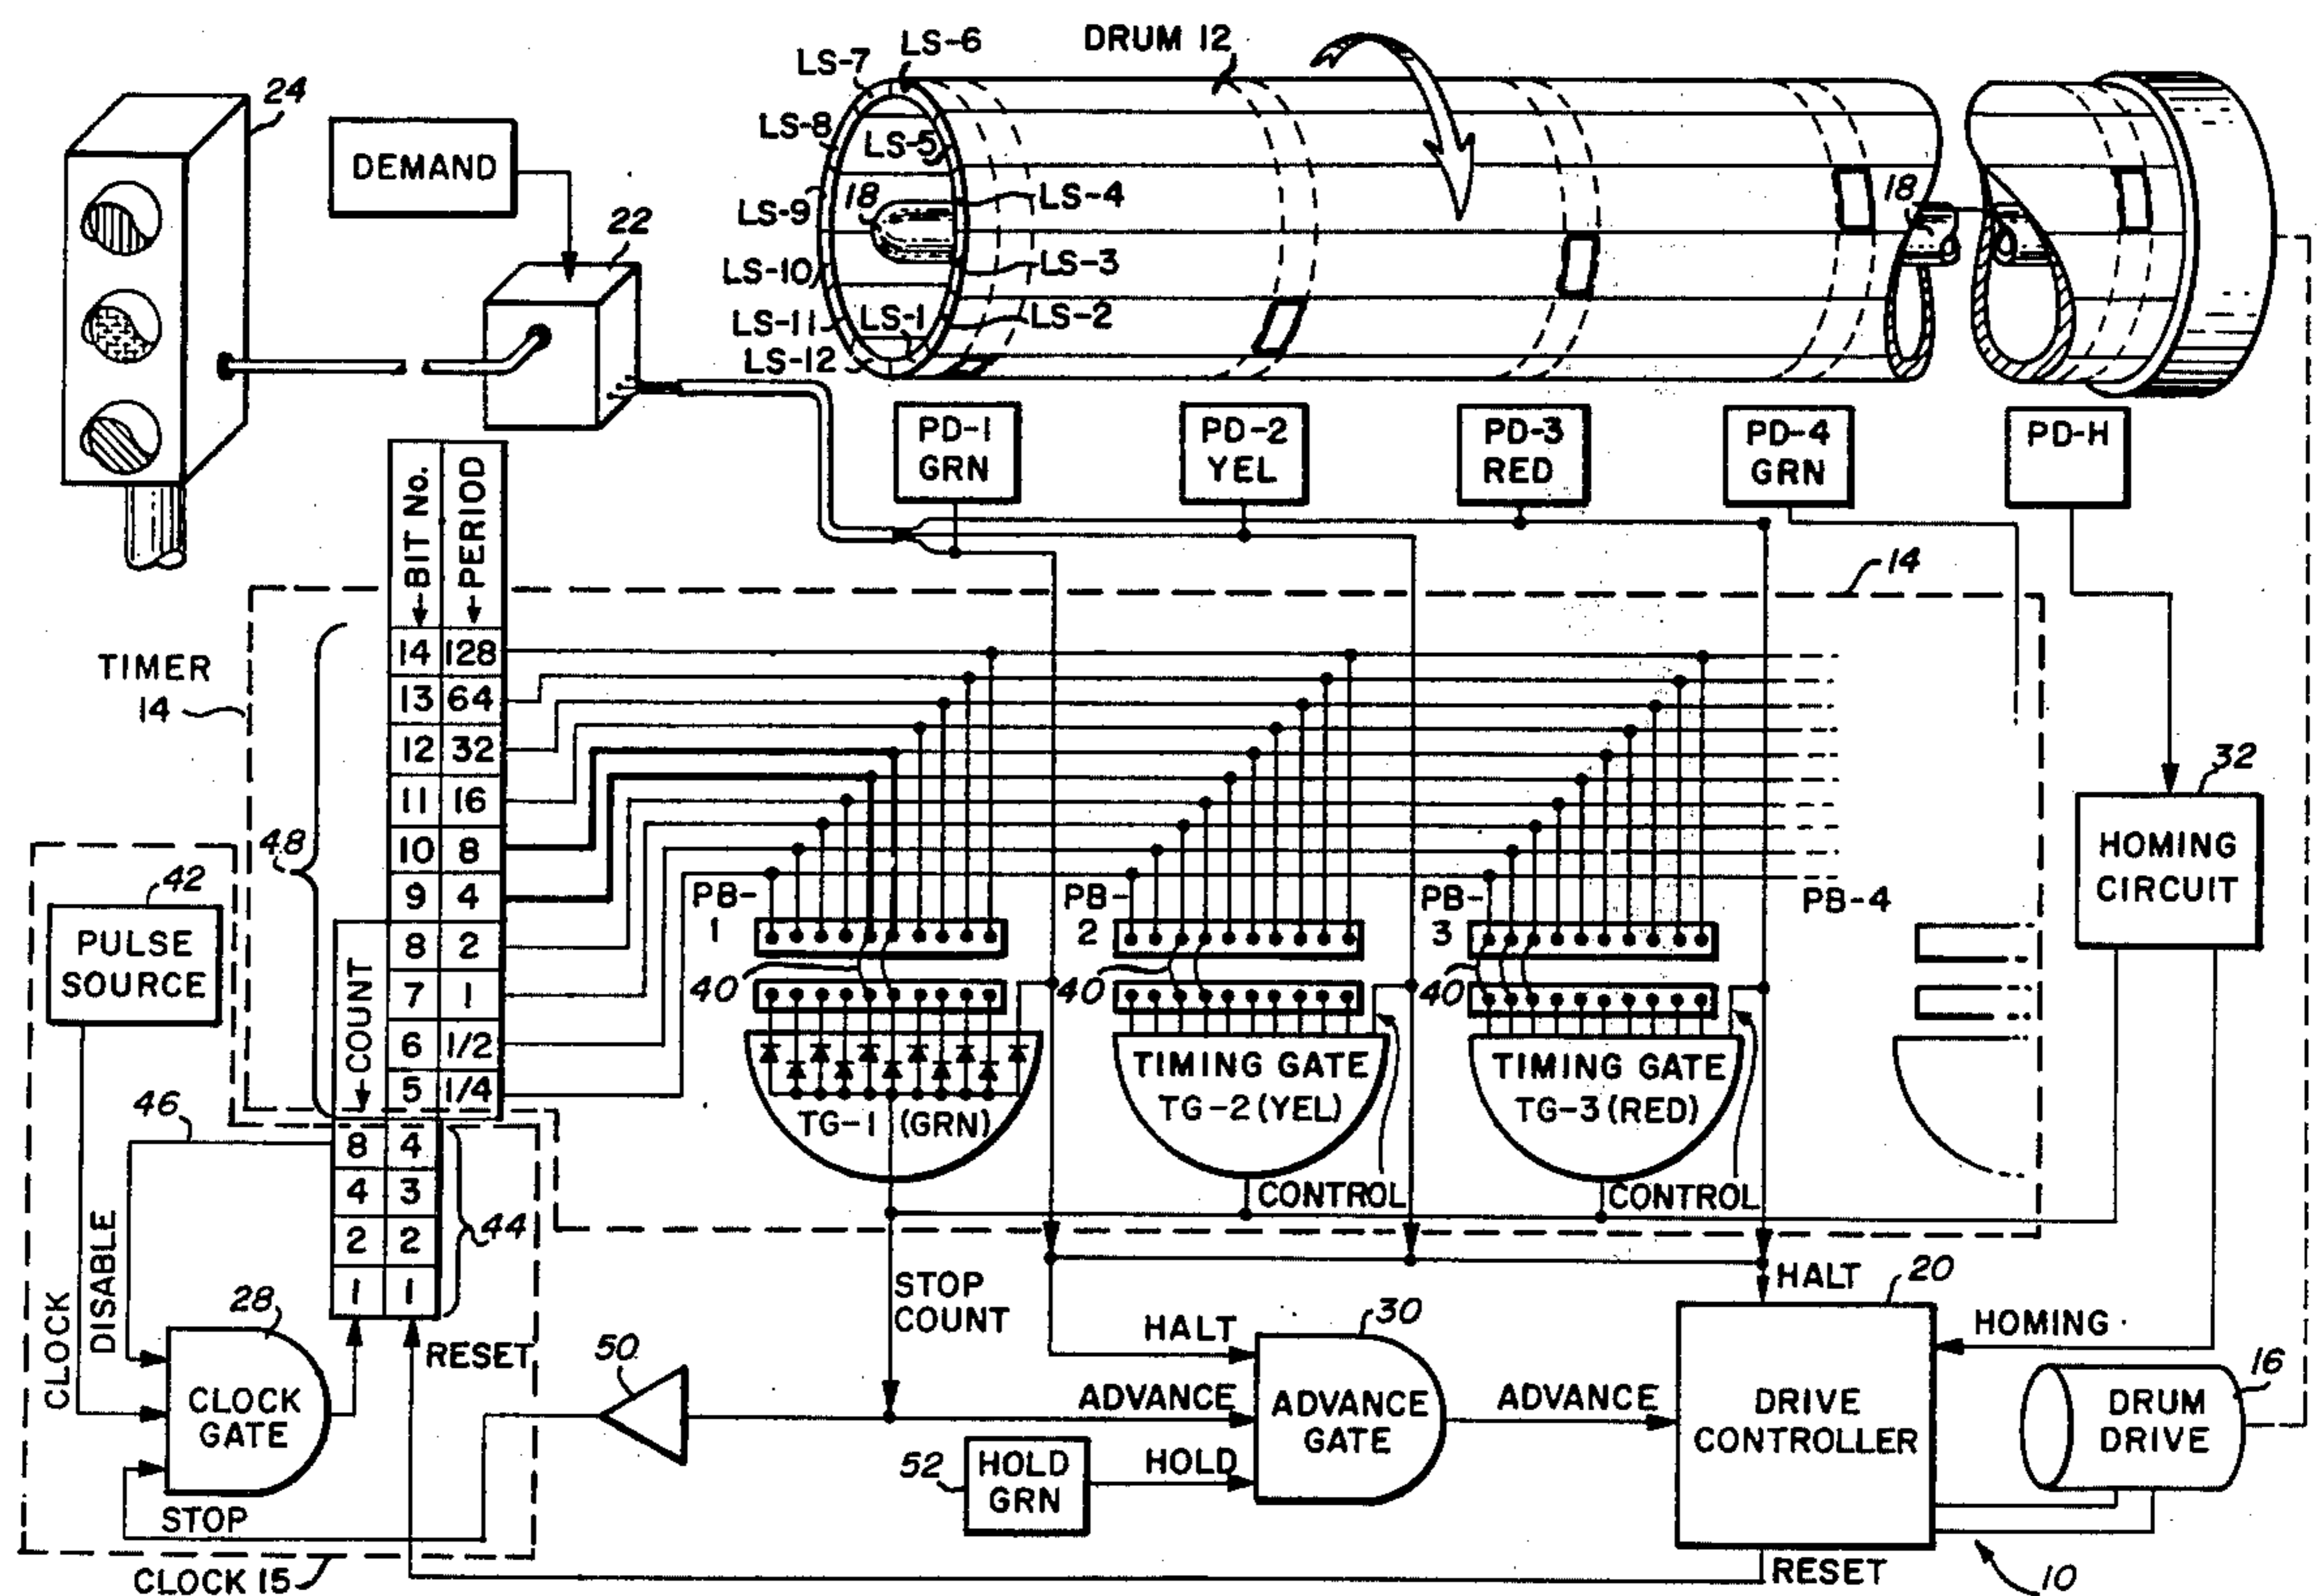 24
DEMAND
22
LS-6
LS-7
LS-8
LS-5
LS-9
18
LS-4
LS-10
LS-3
LS-11
LS-1
LS-2
LS-12
DRUM 12
18
PD-1
GRN
PD-2
YEL
PD-3
RED
PD-4
GRN
PD-H
BIT No.
PERIOD
14
TIMER
14
48
14 128
13 64
12 32
11 16
10 8
9 4
8 2
7 1
6 1/2
5 1/4
COUNT
8 4
4 3
2 2
1 1
44
42
PULSE
SOURCE
46
CLOCK
DISABLE
28
CLOCK
GATE
STOP
RESET
CLOCK 15
PB-
1
40
TG-1 (GRN)
PB-
2
40
TIMING GATE
TG-2 (YEL)
CONTROL
PB-
3
40
TIMING GATE
TG-3 (RED)
CONTROL
PB-4
32
HOMING
CIRCUIT
STOP
COUNT
50
HALT
ADVANCE
HOLD
52
HOLD
GRN
30
ADVANCE
GATE
ADVANCE
HALT
20
DRIVE
CONTROLLER
HOMING
16
DRUM
DRIVE
RESET
10